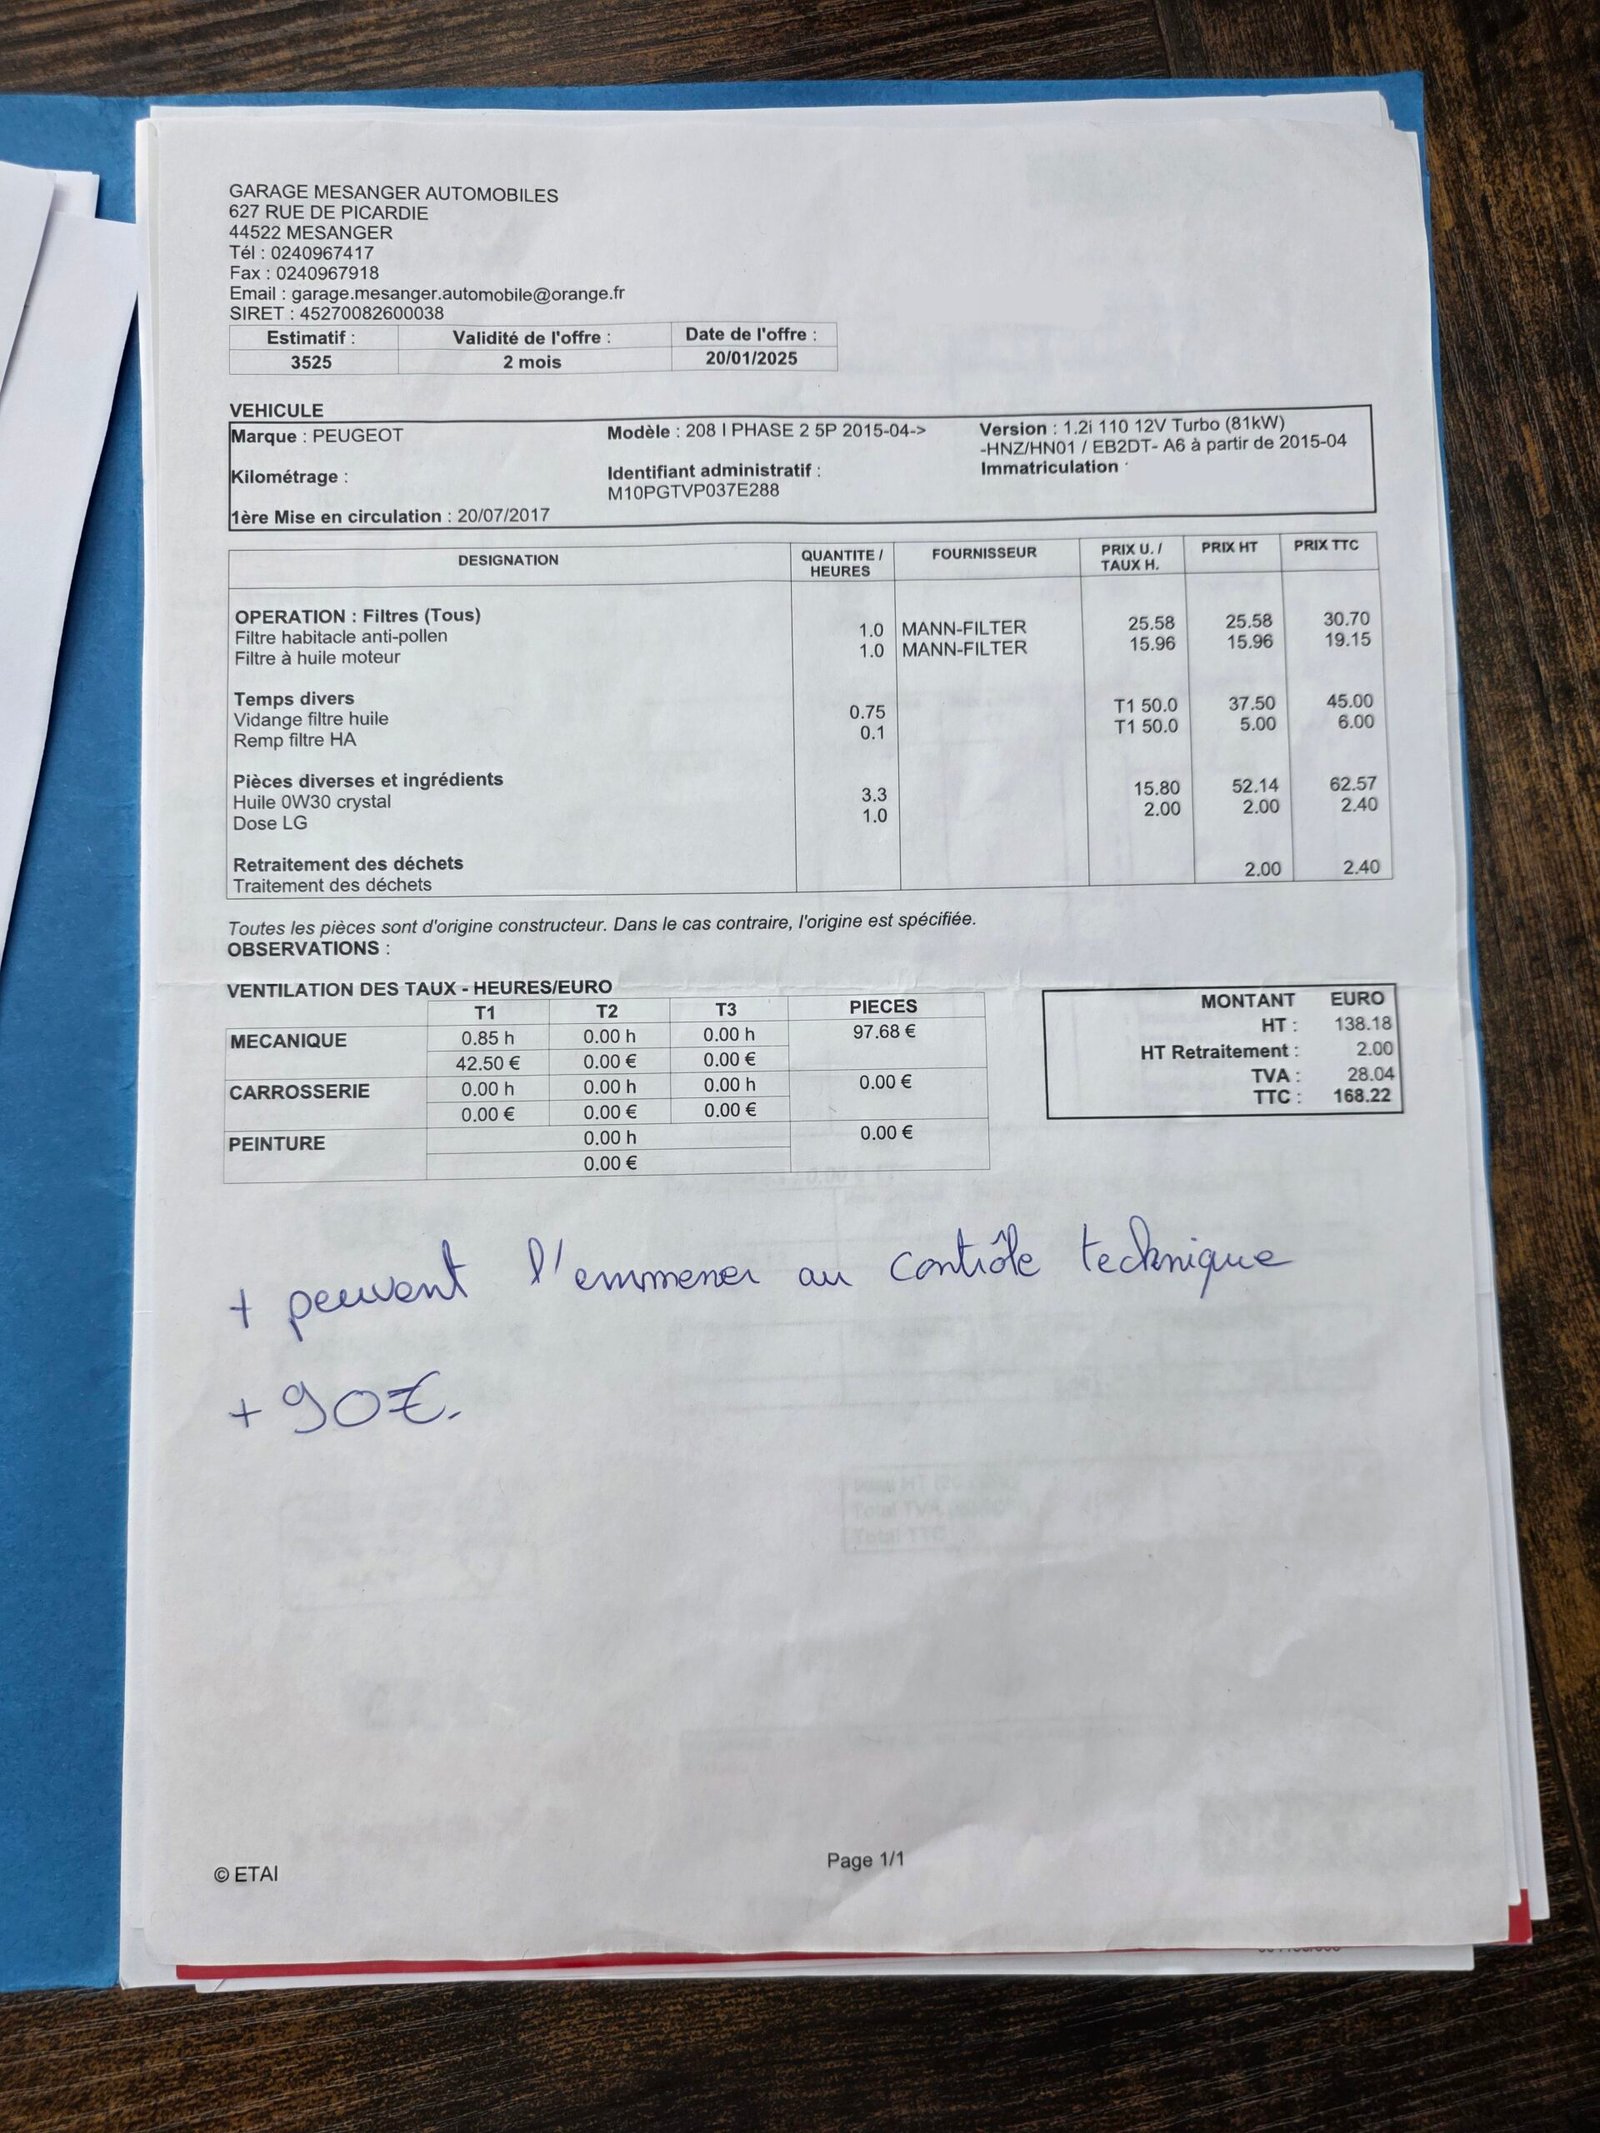 GARAGE MESANGER AUTOMOBILES
627 RUE DE PICARDIE
44522 MESANGER
Tél : 0240967417
Fax : 0240967918
Email : garage.mesanger.automobile@orange.fr
SIRET : 45270082600038
Estimatif : Validité de l'offre : Date de l'offre :
3525 2 mois 20/01/2025
VEHICULE
Marque : PEUGEOT Modèle : 208 I PHASE 2 5P 2015-04-> Version : 1.2i 110 12V Turbo (81kW)
-HNZ/HN01 / EB2DT- A6 à partir de 2015-04
Kilométrage : Identifiant administratif : Immatriculation
M10PGTVP037E288
1ère Mise en circulation : 20/07/2017
DESIGNATION QUANTITE / HEURES FOURNISSEUR PRIX U. / TAUX H. PRIX HT PRIX TTC
OPERATION : Filtres (Tous)
Filtre habitacle anti-pollen 1.0 MANN-FILTER 25.58 25.58 30.70
Filtre à huile moteur 1.0 MANN-FILTER 15.96 15.96 19.15
Temps divers
Vidange filtre huile 0.75 T1 50.0 37.50 45.00
Remp filtre HA 0.1 T1 50.0 5.00 6.00
Pièces diverses et ingrédients
Huile 0W30 crystal 3.3 15.80 52.14 62.57
Dose LG 1.0 2.00 2.00 2.40
Retraitement des déchets
Traitement des déchets 2.00 2.40
Toutes les pièces sont d'origine constructeur. Dans le cas contraire, l'origine est spécifiée.
OBSERVATIONS :
VENTILATION DES TAUX - HEURES/EURO
T1 T2 T3 PIECES
MECANIQUE 0.85 h 0.00 h 0.00 h 97.68 €
42.50 € 0.00 € 0.00 €
CARROSSERIE 0.00 h 0.00 h 0.00 h 0.00 €
0.00 € 0.00 € 0.00 €
PEINTURE 0.00 h 0.00 €
0.00 €
MONTANT EURO
HT : 138.18
HT Retraitement : 2.00
TVA : 28.04
TTC : 168.22
+ peuvent l'emmener au contrôle technique
+ 90€.
© ETAI
Page 1/1